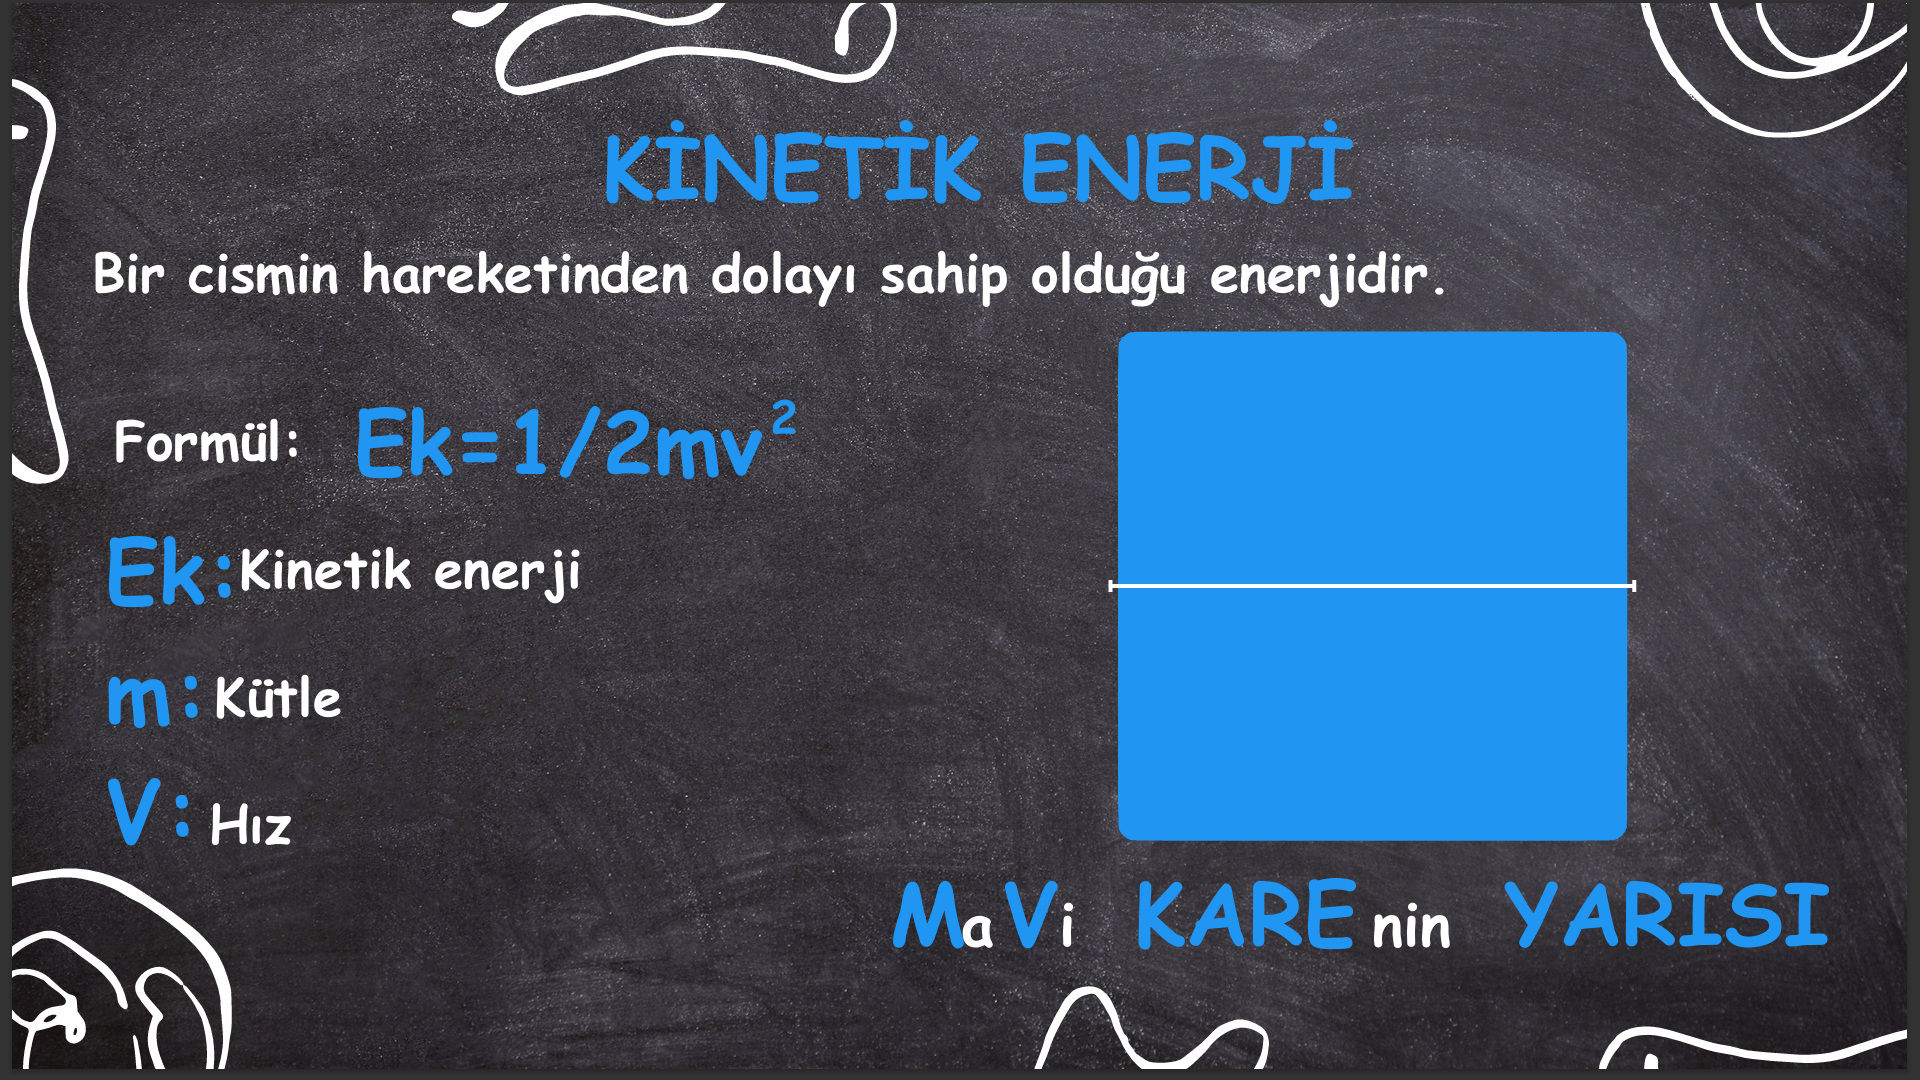 KİNETİK ENERJİ
Bir cismin hareketinden dolayı sahip olduğu enerjidir.
Formül: Ek=1/2mv²
Ek: Kinetik enerji
m: Kütle
V: Hız
MaVi KAREnin YARISI